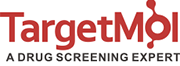 TargetMol
A DRUG SCREENING EXPERT